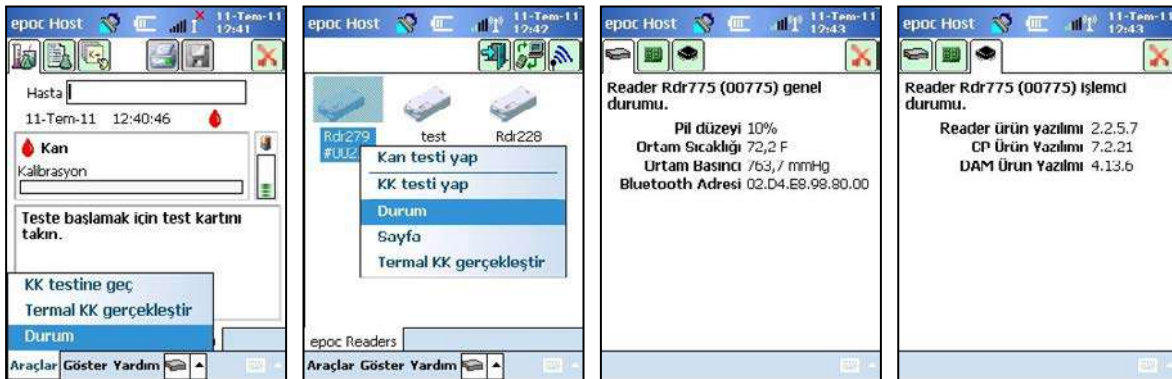 epoc Host
11-Tem-11
12:41
Hasta
11-Tem-11 12:40:46
Kan
Kalibrasyon
Teste başlamak için test kartını
takın.
KK testine geç
Termal KK gerçekleştir
Durum
Araçlar Göster Yardım
epoc Host
11-Tem-11
12:42
Rdr279 test Rdr228
Kan testi yap
KK testi yap
Durum
Sayfa
Termal KK gerçekleştir
epoc Readers
Araçlar Göster Yardım
epoc Host
11-Tem-11
12:43
Reader Rdr775 (00775) genel
durumu.
Pil düzeyi 10%
Ortam Sıcaklığı 72,2 F
Ortam Basıncı 763,7 mmHg
Bluetooth Adresi 02.D4.E8.98.80.00
epoc Host
11-Tem-11
12:43
Reader Rdr775 (00775) işlemci
durumu.
Reader ürün yazılımı 2.2.5.7
CP Ürün Yazılımı 7.2.21
DAM Ürün Yazılımı 4.13.6